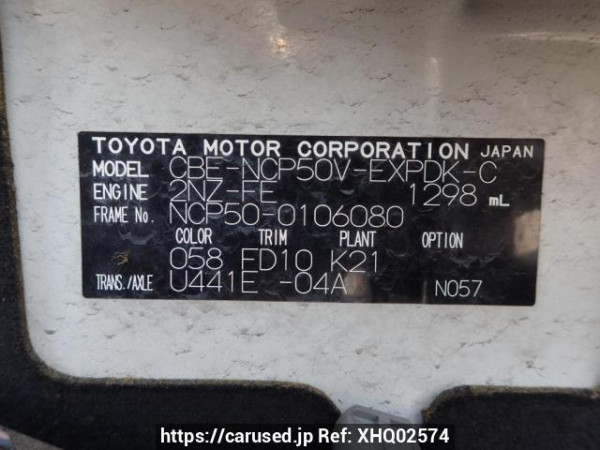 TOYOTA MOTOR CORPORATION JAPAN
MODEL CBE-NCP50V-EXPDK-C
ENGINE 2NZ-FE 1298 mL
FRAME No. NCP50-0106080
COLOR TRIM PLANT OPTION
058 FD10 K21
TRANS./AXLE U441E -04A N057
https://carused.jp Ref: XHQ02574